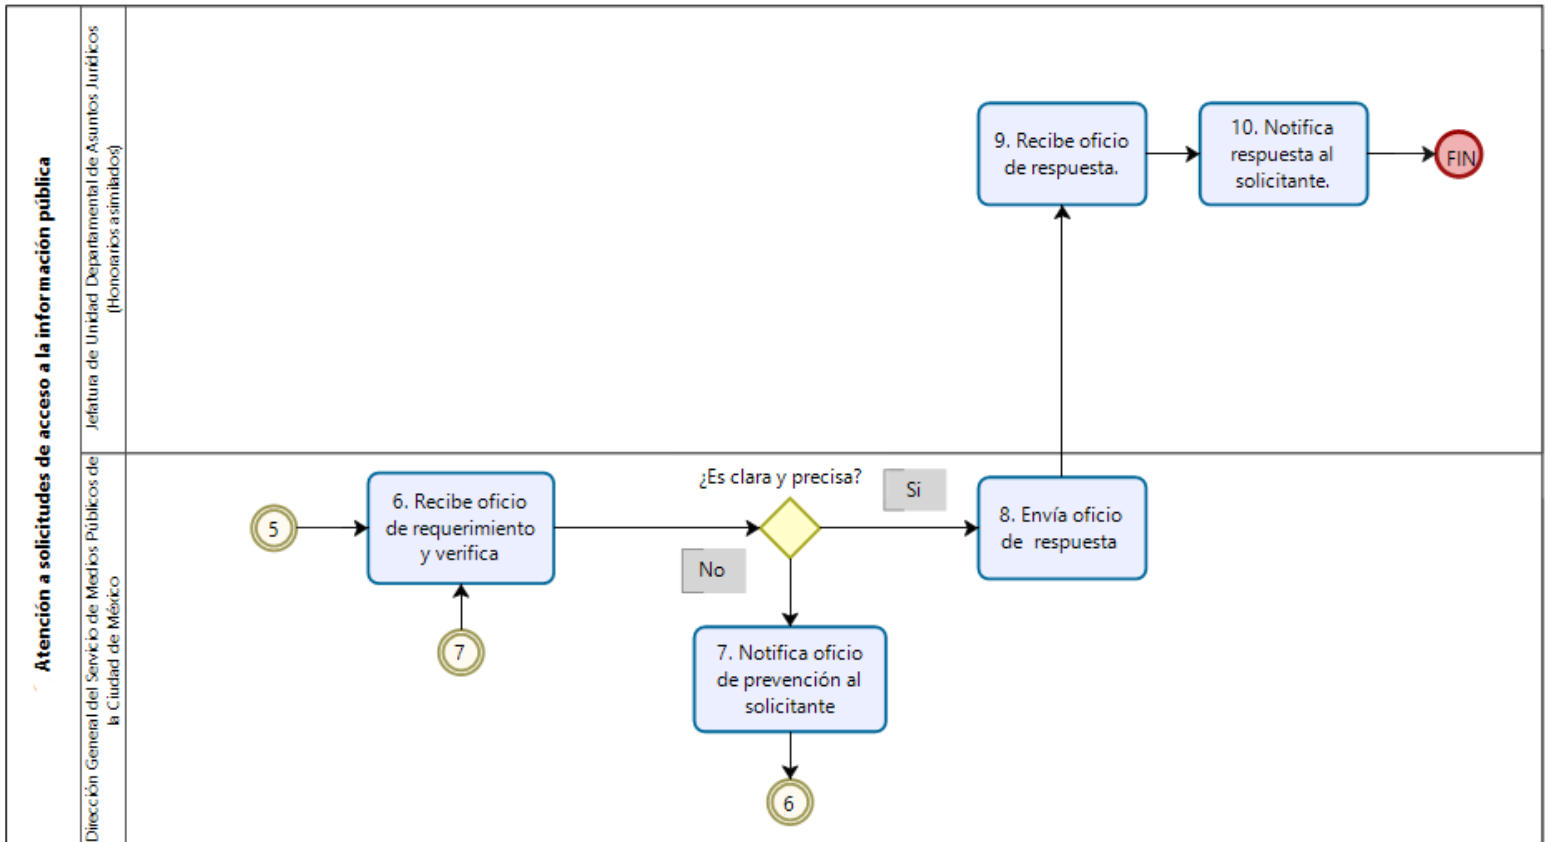 Atención a solicitudes de acceso a la información pública
Jefatura de Unidad Departamental de Asuntos Jurídicos
(Honorarios asimilados)
9. Recibe oficio
de respuesta.
10. Notifica
respuesta al
solicitante.
FIN
Dirección General del Servicio de Medios Públicos de
la Ciudad de México
5
6. Recibe oficio
de requerimiento
y verifica
7
¿Es clara y precisa?
Si
No
8. Envía oficio
de respuesta
7. Notifica oficio
de prevención al
solicitante
6